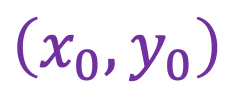 (x₀, y₀)